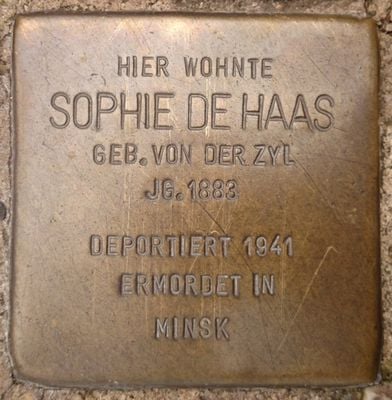 HIER WOHNTE
SOPHIE DE HAAS
GEB. VON DER ZYL
JG. 1883
DEPORTIERT 1941
ERMORDET IN
MINSK